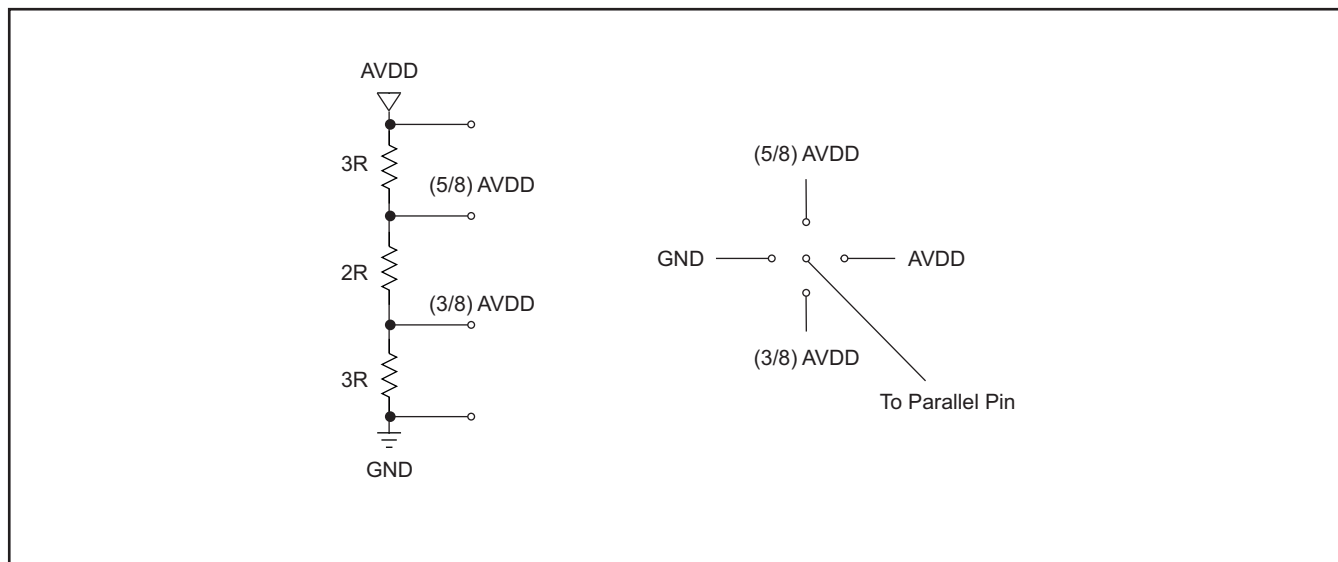 AVDD
3R
(5/8) AVDD
2R
(3/8) AVDD
3R
GND
(5/8) AVDD
GND
AVDD
(3/8) AVDD
To Parallel Pin